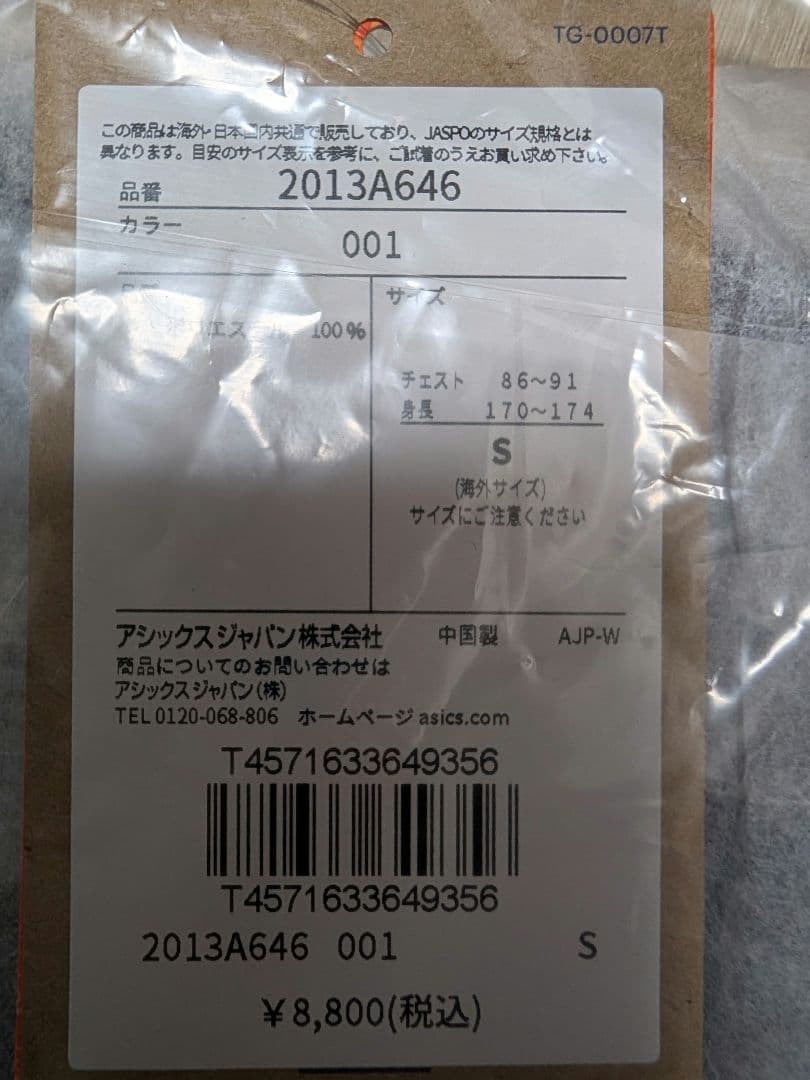 TG-0007T
この商品は海外・日本国内共通で販売しており、JASPOのサイズ規格とは
異なります。目安のサイズ表示を参考に、ご試着のうえお買い求め下さい。
品番 2013A646
カラー
001
サイズ
100%
チェスト 86～91
身長 170～174
S
(海外サイズ)
サイズにご注意ください
アシックスジャパン株式会社 中国製 AJP-W
商品についてのお問い合わせは
アシックスジャパン(株)
TEL 0120-068-806 ホームページ asics.com
T4571633649356
T4571633649356
2013A646 001 S
¥8,800(税込)